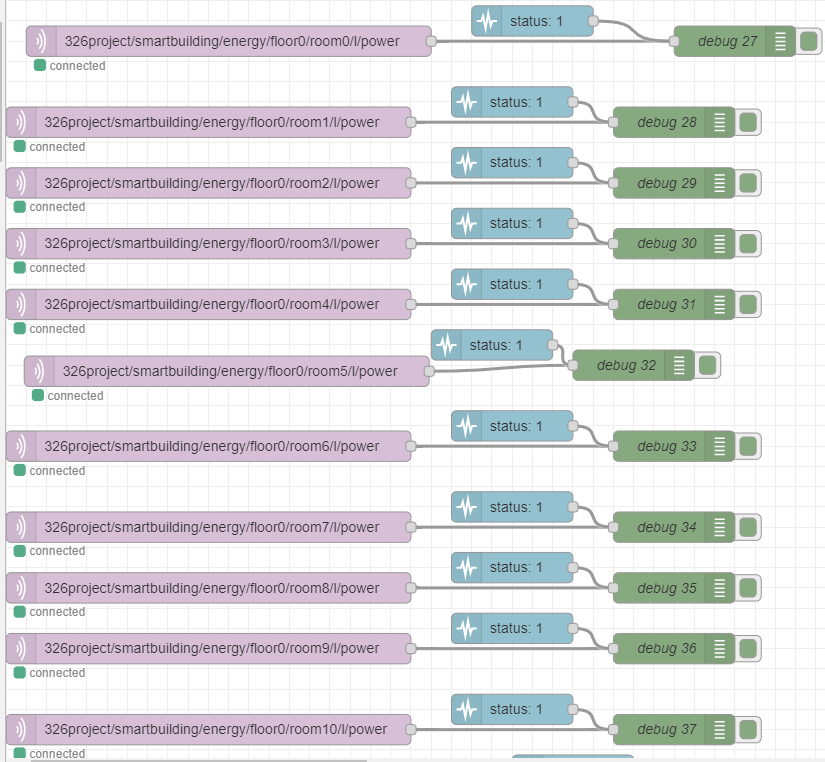 status: 1
326project/smartbuilding/energy/floor0/room0/l/power
debug 27
connected
status: 1
326project/smartbuilding/energy/floor0/room1/l/power
debug 28
connected
status: 1
326project/smartbuilding/energy/floor0/room2/l/power
debug 29
connected
status: 1
326project/smartbuilding/energy/floor0/room3/l/power
debug 30
connected
status: 1
326project/smartbuilding/energy/floor0/room4/l/power
debug 31
connected
status: 1
326project/smartbuilding/energy/floor0/room5/l/power
debug 32
connected
status: 1
326project/smartbuilding/energy/floor0/room6/l/power
debug 33
connected
status: 1
326project/smartbuilding/energy/floor0/room7/l/power
debug 34
connected
status: 1
326project/smartbuilding/energy/floor0/room8/l/power
debug 35
connected
status: 1
326project/smartbuilding/energy/floor0/room9/l/power
debug 36
connected
status: 1
326project/smartbuilding/energy/floor0/room10/l/power
debug 37
connected